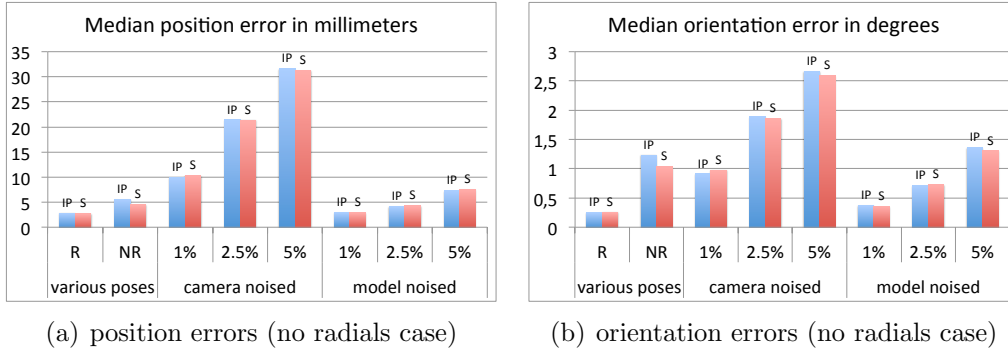 Median position error in millimeters
35
30
25
20
15
10
5
0
IP S IP S IP S IP S IP S IP S IP S IP S
R NR 1% 2.5% 5% 1% 2.5% 5%
various poses camera noised model noised
(a) position errors (no radials case)
Median orientation error in degrees
3
2,5
2
1,5
1
0,5
0
IP S IP S IP S IP S IP S IP S IP S IP S
R NR 1% 2.5% 5% 1% 2.5% 5%
various poses camera noised model noised
(b) orientation errors (no radials case)